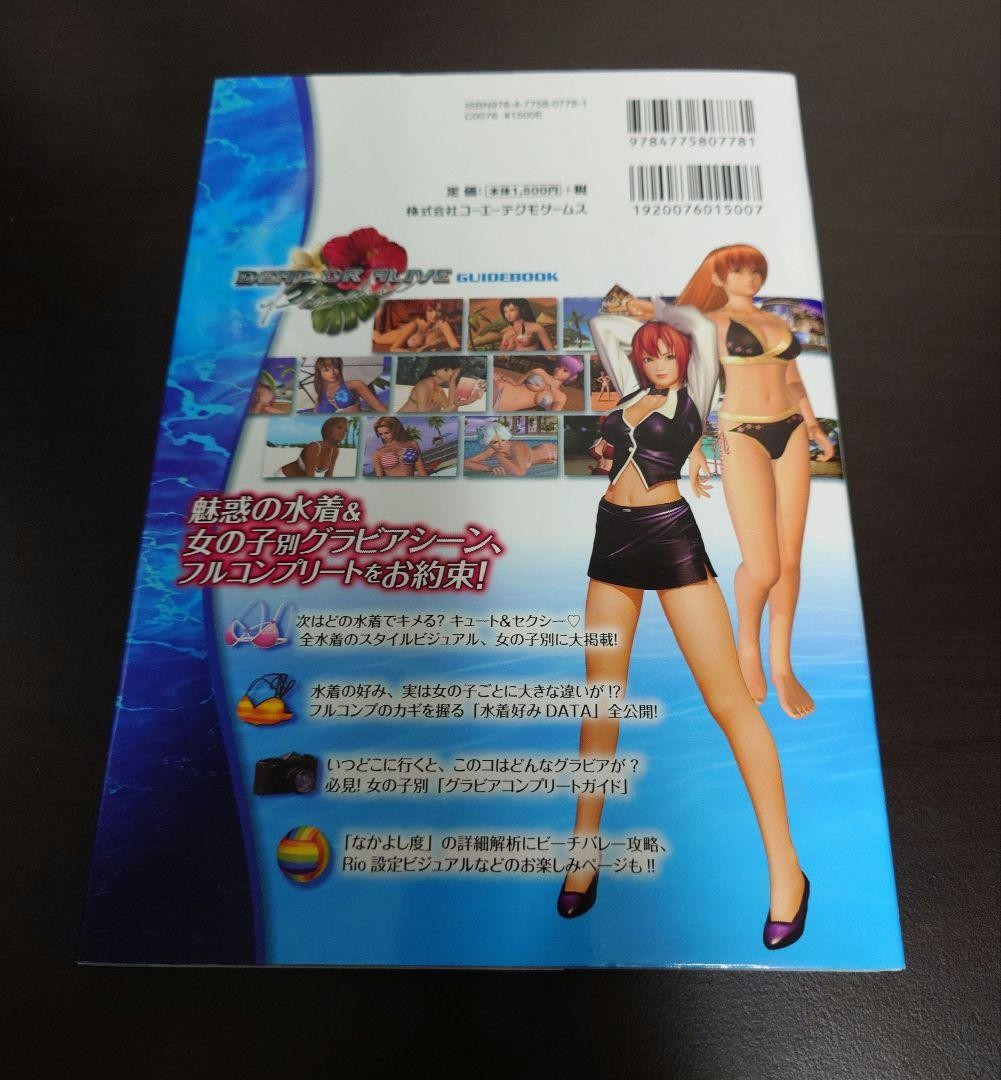 ISBN978-4-7758-0778-1
C0076 ¥1500E
9784775807781
定価:本体1,500円+税
1920076015007
株式会社コーエーテクモゲームス
DEAD OR ALIVE GUIDEBOOK
Paradise
魅惑の水着&
女の子別グラビアシーン、
フルコンプリートをお約束!
次はどの水着でキメる? キュート&セクシー♡
全水着のスタイルビジュアル、女の子別に大掲載!
水着の好み、実は女の子ごとに大きな違いが!?
フルコンプのカギを握る「水着好みDATA」全公開!
いつどこに行くと、このコはどんなグラビアが?
必見! 女の子別「グラビアコンプリートガイド」
「なかよし度」の詳細解析にビーチバレー攻略、
Rio設定ビジュアルなどのお楽しみページも!!